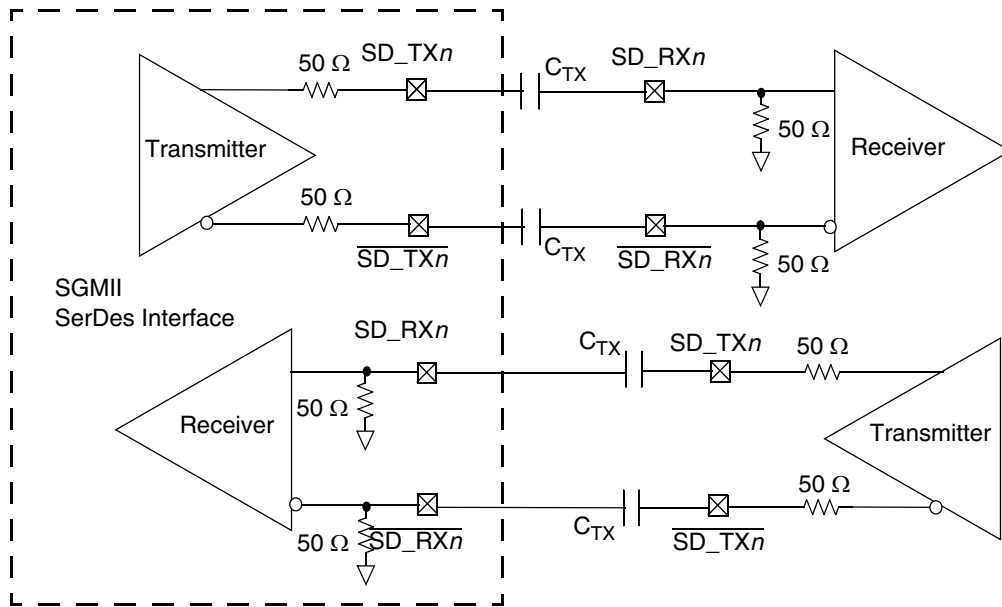 50 Ω
SD_TXn
C_TX
SD_RXn
50 Ω
Transmitter
Receiver
50 Ω
SD_TXn
C_TX
SD_RXn
50 Ω
SGMII
SerDes Interface
SD_RXn
C_TX
SD_TXn
50 Ω
50 Ω
Receiver
Transmitter
50 Ω
50 Ω
SD_RXn
C_TX
SD_TXn